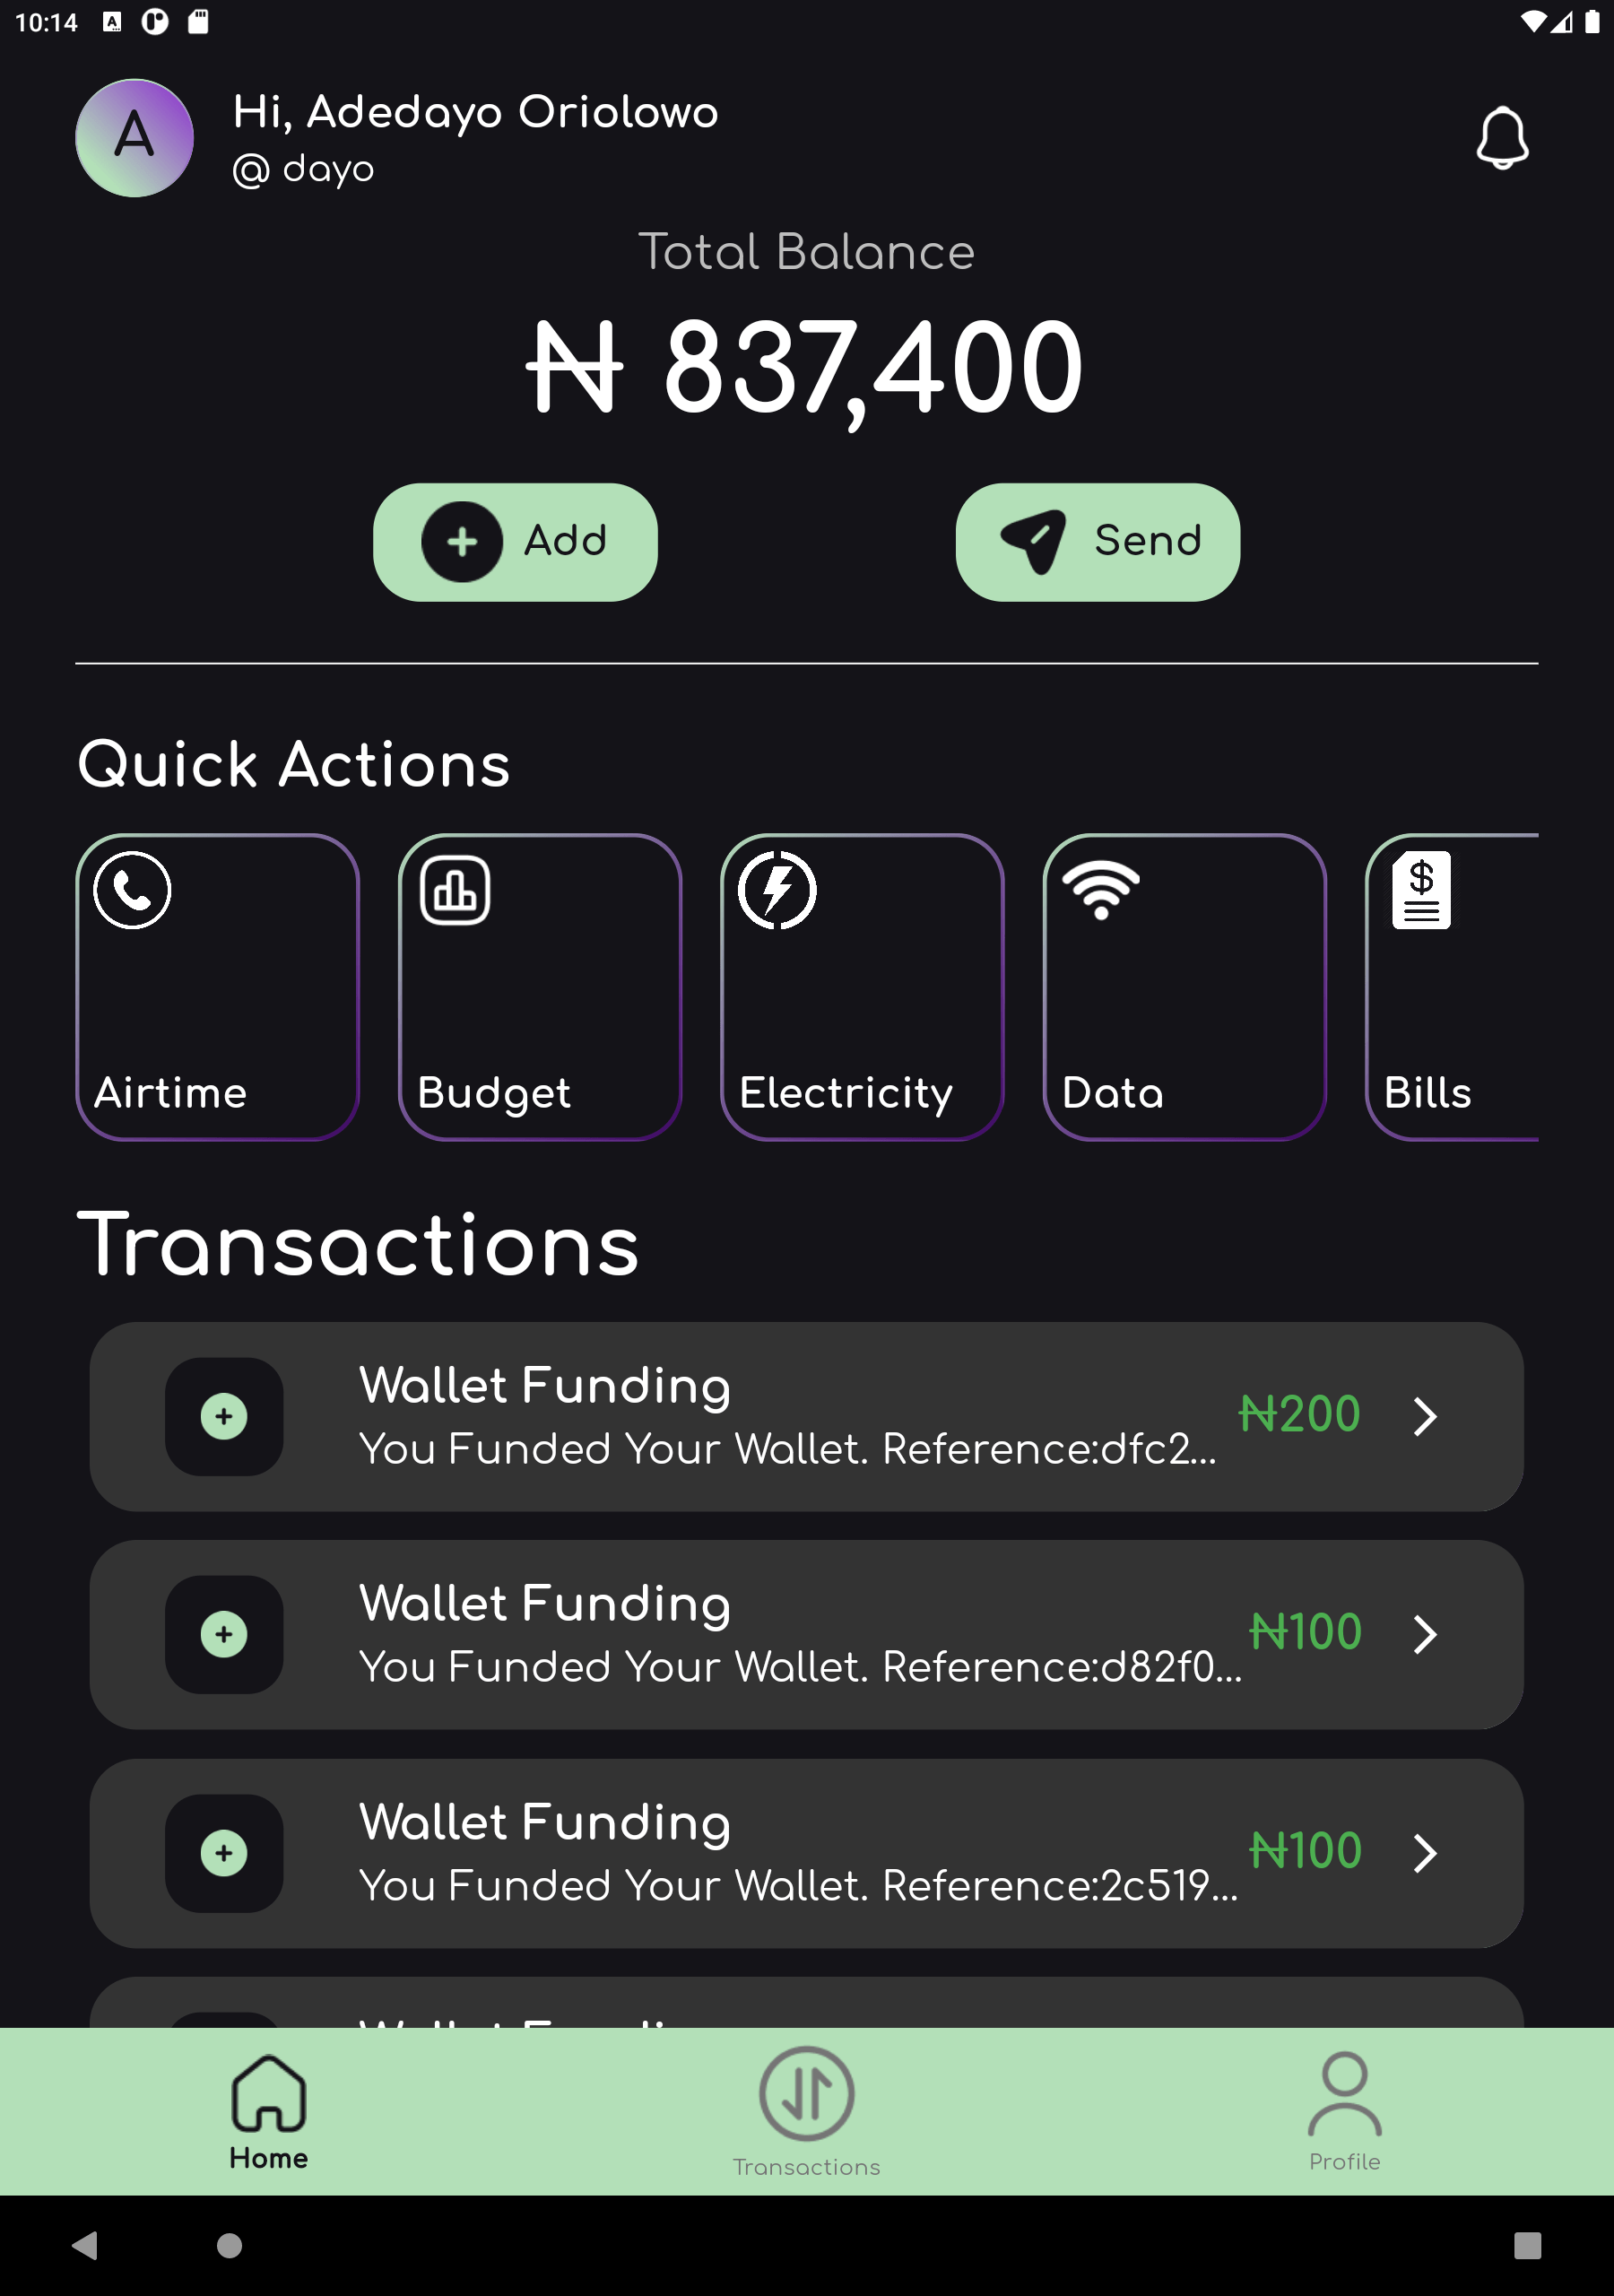 10:14
A
Hi, Adedayo Oriolowo
@ dayo
Total Balance
₦ 837,400
Add
Send
Quick Actions
Airtime
Budget
Electricity
Data
Bills
Transactions
Wallet Funding
You Funded Your Wallet. Reference:dfc2...
₦200
Wallet Funding
You Funded Your Wallet. Reference:d82f0...
₦100
Wallet Funding
You Funded Your Wallet. Reference:2c519...
₦100
Home
Transactions
Profile